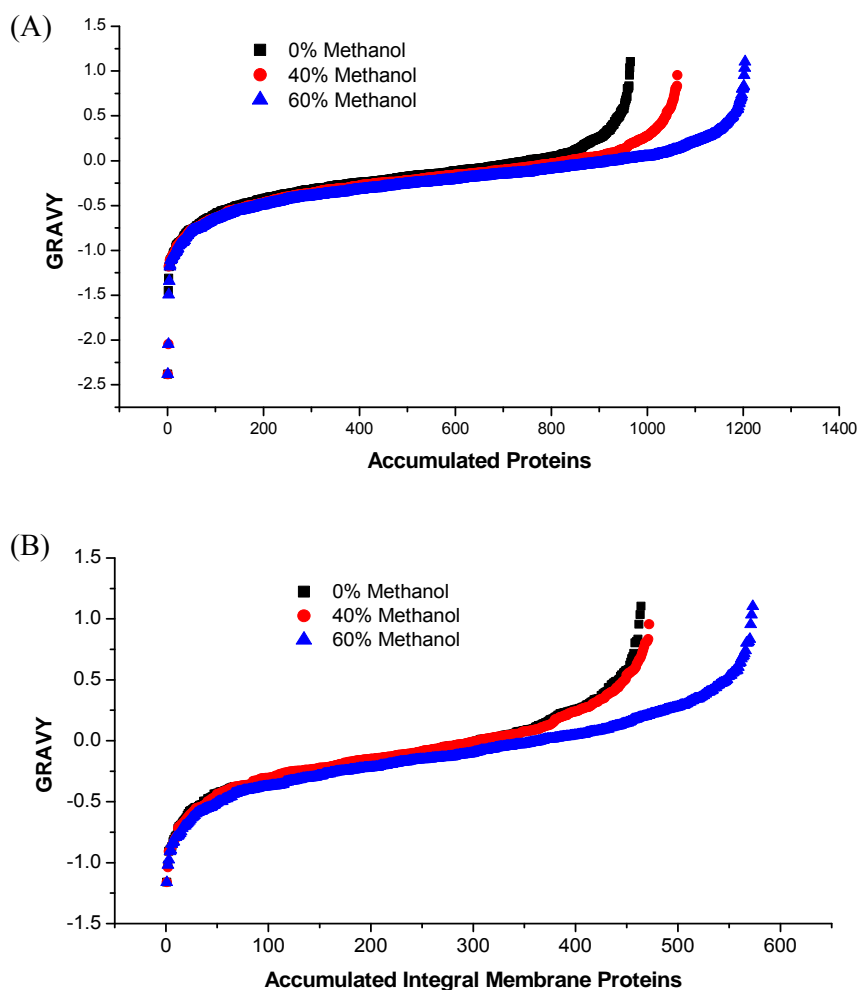 (A)
1.5
1.0
0.5
0.0
-0.5
-1.0
-1.5
-2.0
-2.5
GRAVY
0% Methanol
40% Methanol
60% Methanol
0 200 400 600 800 1000 1200 1400
Accumulated Proteins
(B)
1.5
1.0
0.5
0.0
-0.5
-1.0
-1.5
GRAVY
0% Methanol
40% Methanol
60% Methanol
0 100 200 300 400 500 600
Accumulated Integral Membrane Proteins